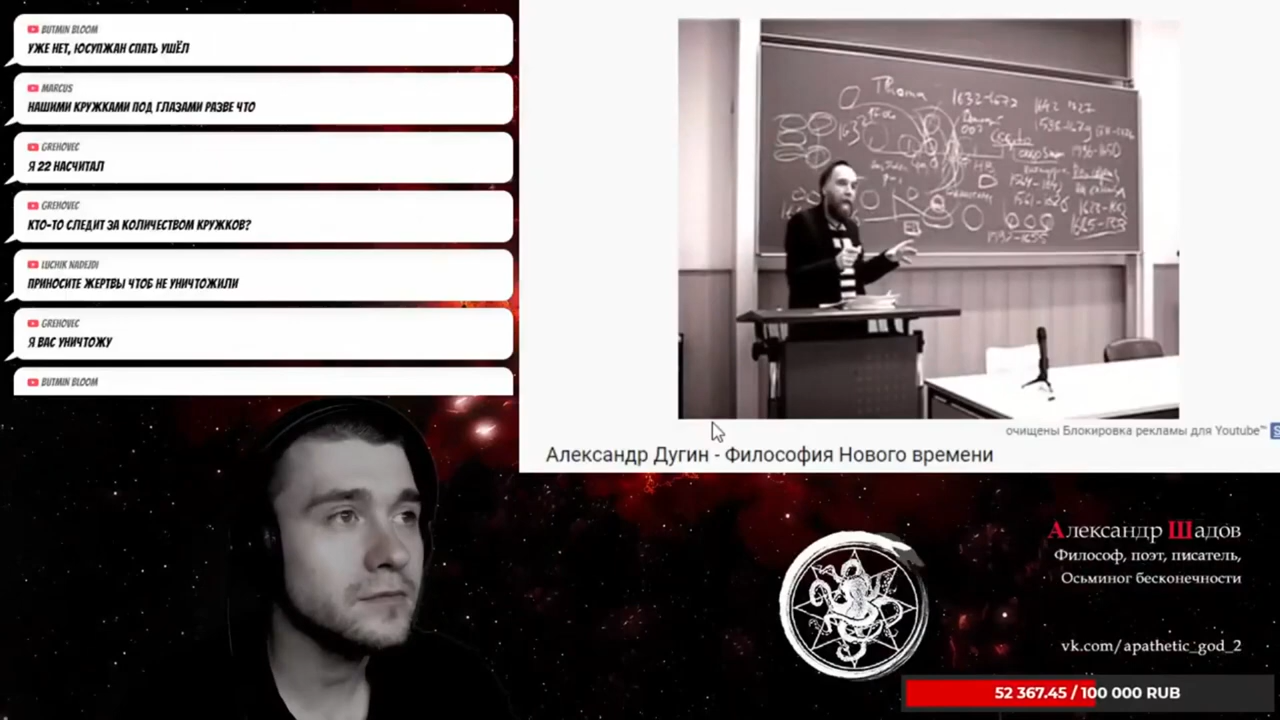 BUTMIN BLOOM
УЖЕ НЕТ, ЮСУПЖАН СПАТЬ УШЁЛ
MARCUS
НАШИМИ КРУЖКАМИ ПОД ГЛАЗАМИ РАЗВЕ ЧТО
GREHOVEC
Я 22 НАСЧИТАЛ
GREHOVEC
КТО-ТО СЛЕДИТ ЗА КОЛИЧЕСТВОМ КРУЖКОВ?
LUCHIK NADEJDI
ПРИНОСИТЕ ЖЕРТВЫ ЧТОБ НЕ УНИЧТОЖИЛИ
GREHOVEC
Я ВАС УНИЧТОЖУ
BUTMIN BLOOM
1632-1672
очищены Блокировка рекламы для Youtube™
Александр Дугин - Философия Нового времени
Александр Шадов
Философ, поэт, писатель,
Осьминог бесконечности
vk.com/apathetic_god_2
52 367.45 / 100 000 RUB